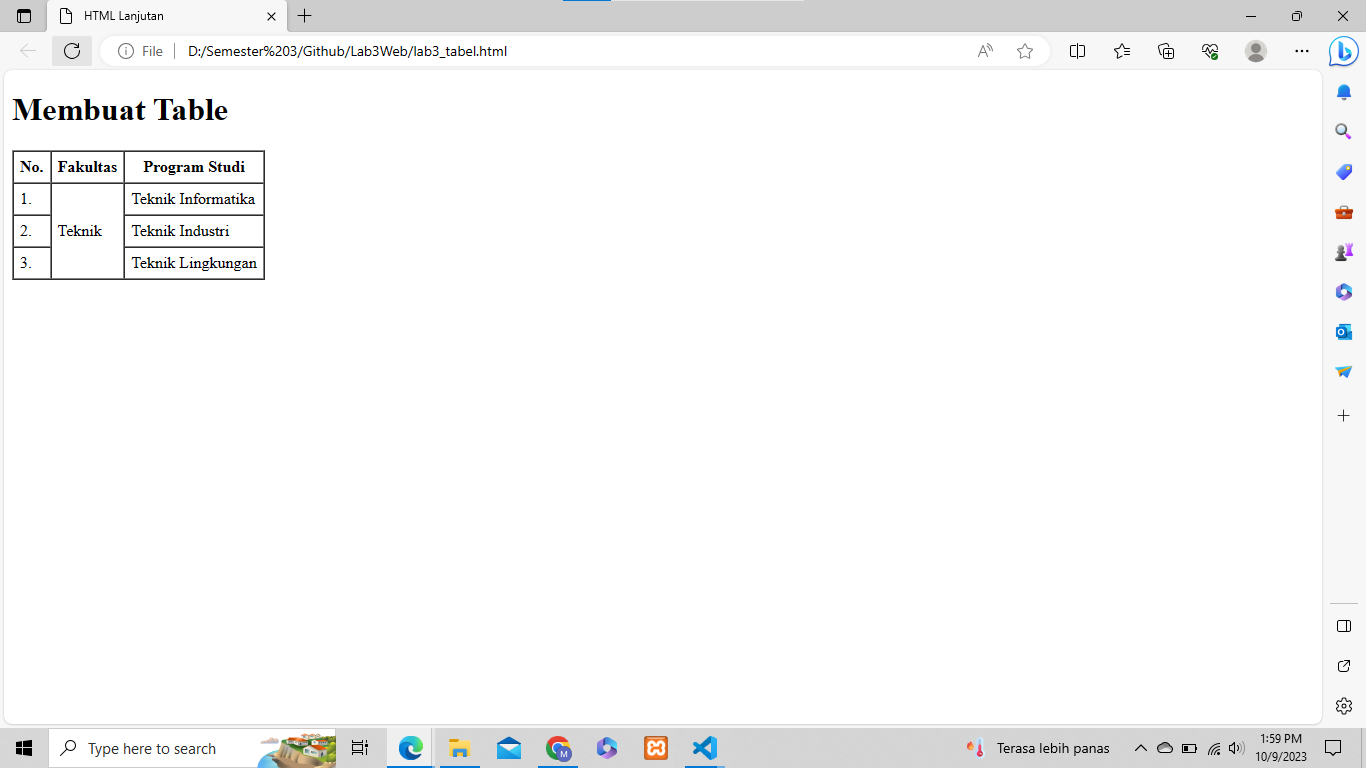 HTML Lanjutan
File D:/Semester%203/Github/Lab3Web/lab3_tabel.html
Membuat Table
No. Fakultas Program Studi
1. Teknik Informatika
2. Teknik Teknik Industri
3. Teknik Lingkungan
Type here to search
M
Terasa lebih panas
1:59 PM
10/9/2023